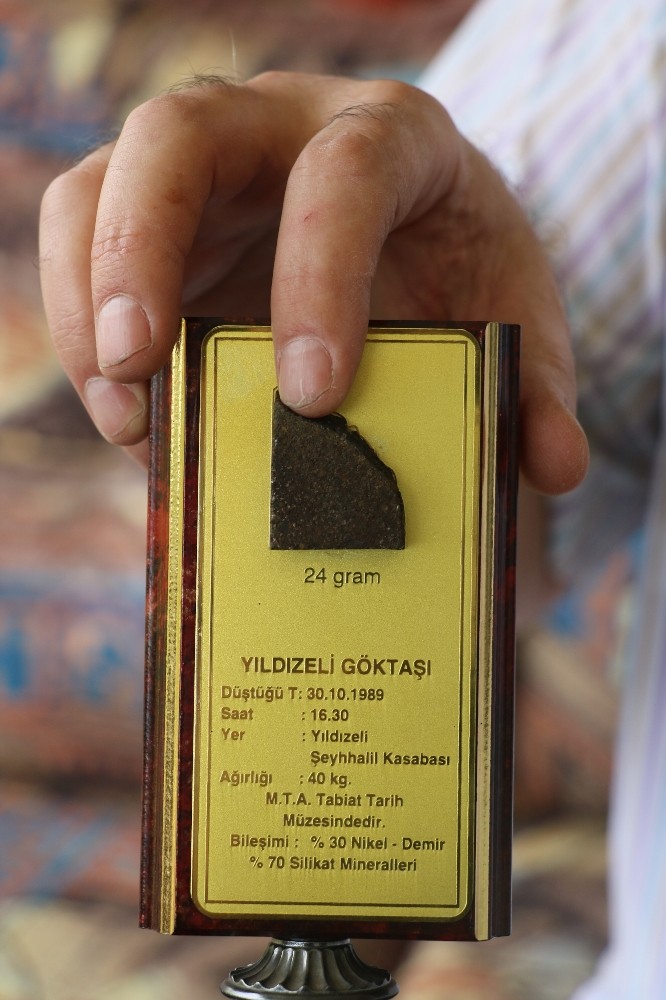 24 gram
YILDIZELİ GÖKTAŞI
Düştüğü T: 30.10.1989
Saat : 16.30
Yer : Yıldızeli
Şeyhhalil Kasabası
Ağırlığı : 40 kg.
M.T.A. Tabiat Tarih
Müzesindedir.
Bileşimi : % 30 Nikel - Demir
% 70 Silikat Mineralleri